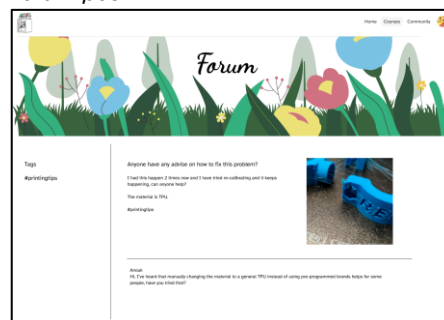 Home Courses Community
Forum
Tags
#printingtips
Anyone have any advise on how to fix this problem?
I had this happen 2 times now and I have tried re-calibrating and it keeps
happening, can anyone help?
The material is TPU.
#printingtips
Anouk
Hi, I've heard that manually changing the material to a general TPU instead of using pre-programmed brands helps for some
people, have you tried that?